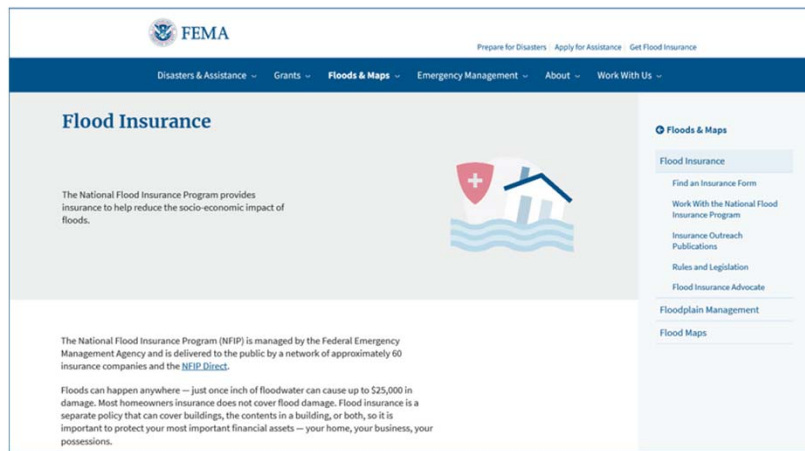 FEMA
Prepare for Disasters Apply for Assistance Get Flood Insurance
Disasters & Assistance Grants Floods & Maps Emergency Management About Work With Us
Flood Insurance
The National Flood Insurance Program provides
insurance to help reduce the socio-economic impact of
floods.
The National Flood Insurance Program (NFIP) is managed by the Federal Emergency
Management Agency and is delivered to the public by a network of approximately 60
insurance companies and the NFIP Direct.
Floods can happen anywhere — just once inch of floodwater can cause up to $25,000 in
damage. Most homeowners insurance does not cover flood damage. Flood insurance is a
separate policy that can cover buildings, the contents in a building, or both, so it is
important to protect your most important financial assets — your home, your business, your
possessions.
Floods & Maps
Flood Insurance
Find an Insurance Form
Work With the National Flood
Insurance Program
Insurance Outreach
Publications
Rules and Legislation
Flood Insurance Advocate
Floodplain Management
Flood Maps